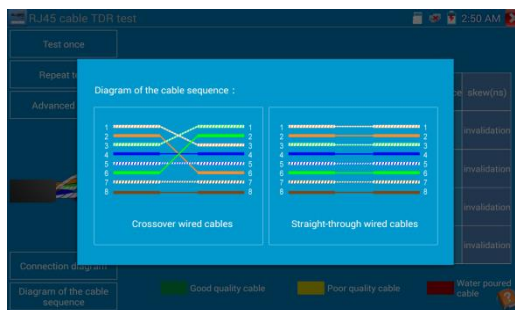 RJ45 cable TDR test
2:50 AM
Test once
Repeat te
Advanced
ce skew(ns)
invalidation
invalidation
invalidation
invalidation
Diagram of the cable sequence :
1 1 1 1
2 2 2 2
3 3 3 3
4 4 4 4
5 5 5 5
6 6 6 6
7 7 7 7
8 8 8 8
Crossover wired cables
Straight-through wired cables
Connection diagram
Diagram of the cable
sequence
Good quality cable
Poor quality cable
Water poured
cable